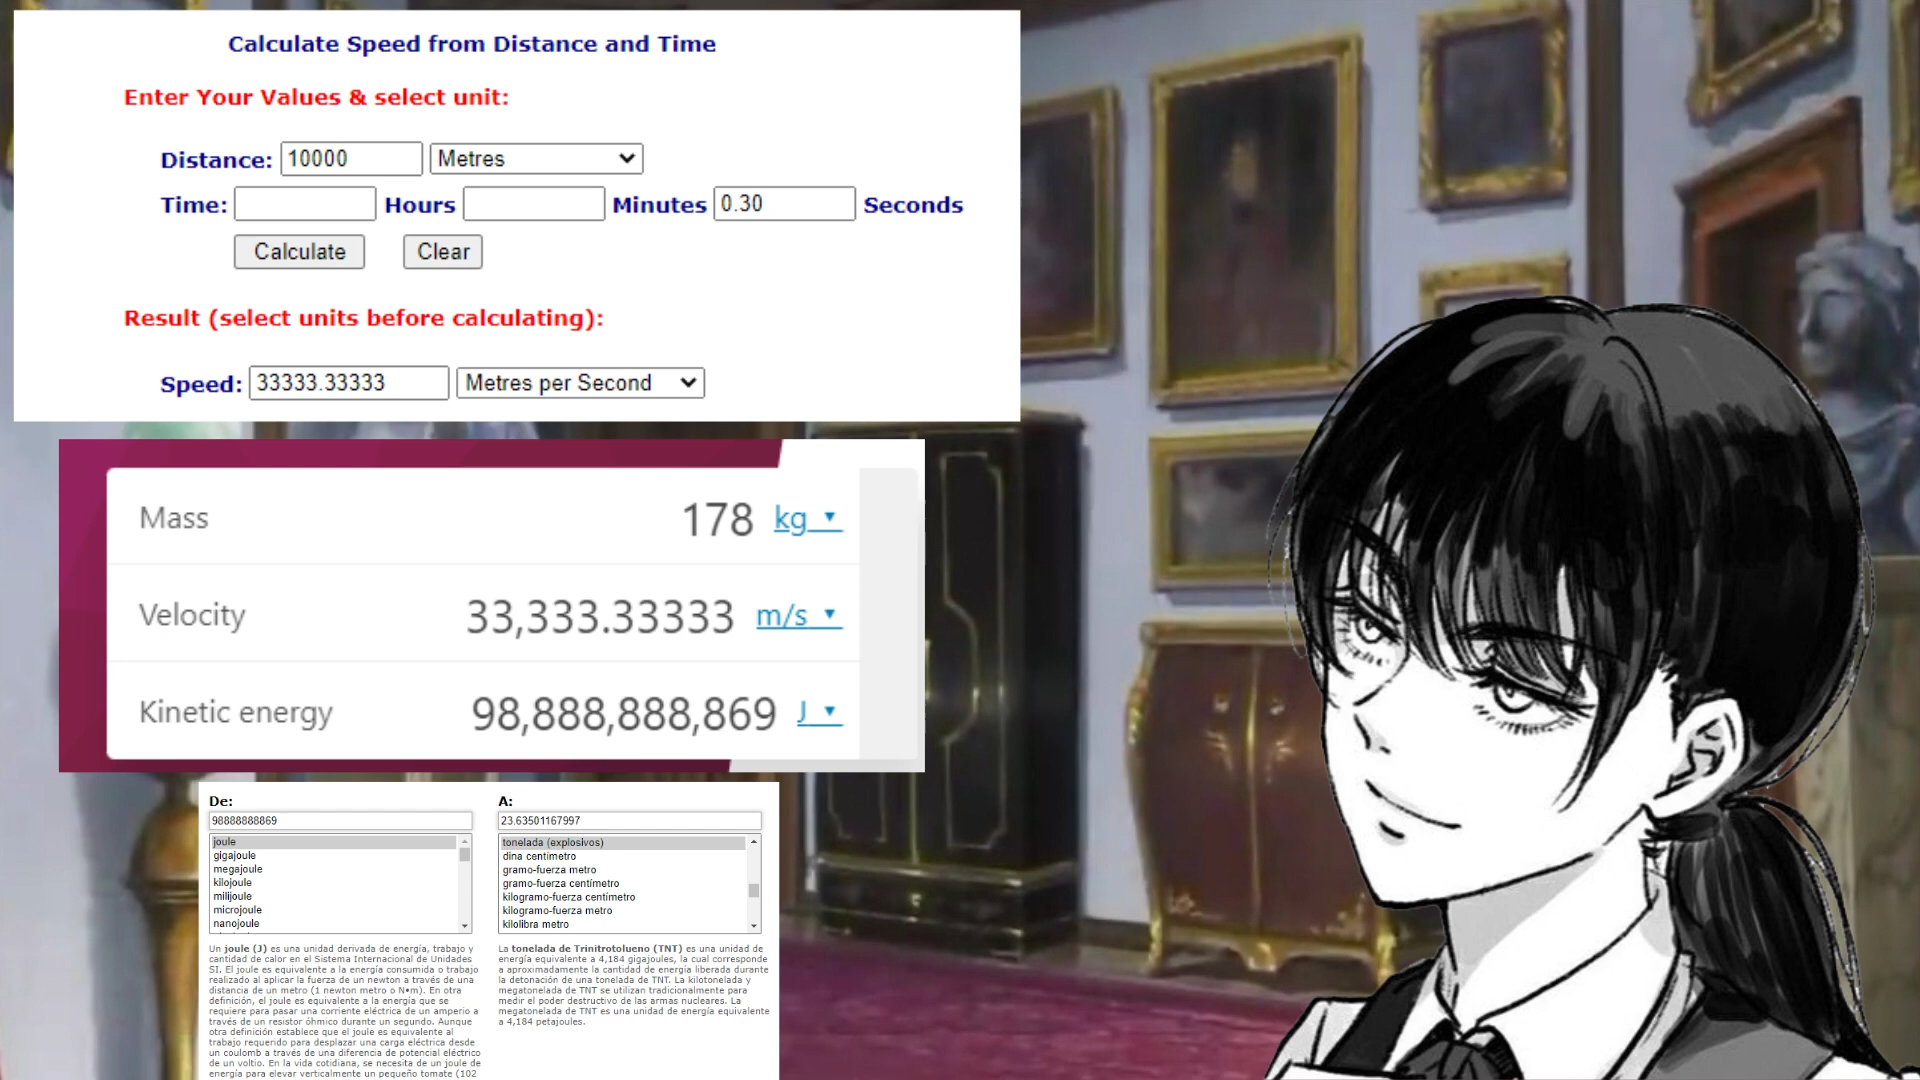 Calculate Speed from Distance and Time
Enter Your Values & select unit:
Distance: 10000 Metres
Time: Hours Minutes 0.30 Seconds
Calculate Clear
Result (select units before calculating):
Speed: 33333.33333 Metres per Second
Mass 178 kg
Velocity 33,333.33333 m/s
Kinetic energy 98,888,888,869 J
De:
98888888869
joule
gigajoule
megajoule
kilojoule
milijoule
microjoule
nanojoule
Un joule (J) es una unidad derivada de energía, trabajo y
cantidad de calor en el Sistema Internacional de Unidades
SI. El joule es equivalente a la energía consumida o trabajo
realizado al aplicar la fuerza de un newton a través de una
distancia de un metro (1 newton metro o N•m). En otra
definición, el joule es equivalente a la energía que se
requiere para pasar una corriente eléctrica de un amperio a
través de un resistor óhmico durante un segundo. Aunque
otra definición establece que el joule es equivalente al
trabajo requerido para desplazar una carga eléctrica desde
un coulomb a través de una diferencia de potencial eléctrico
de un voltio. En la vida cotidiana, se necesita de un joule de
energía para elevar verticalmente un pequeño tomate (102
A:
23.63501167997
tonelada (explosivos)
dina centímetro
gramo-fuerza metro
gramo-fuerza centímetro
kilogramo-fuerza centímetro
kilogramo-fuerza metro
kilolibra metro
La tonelada de Trinitrotolueno (TNT) es una unidad de
energía equivalente a 4,184 gigajoules, la cual corresponde
a aproximadamente la cantidad de energía liberada durante
la detonación de una tonelada de TNT. La kilotonelada y
megatonelada de TNT se utilizan tradicionalmente para
medir el poder destructivo de las armas nucleares. La
megatonelada de TNT es una unidad de energía equivalente
a 4,184 petajoules.